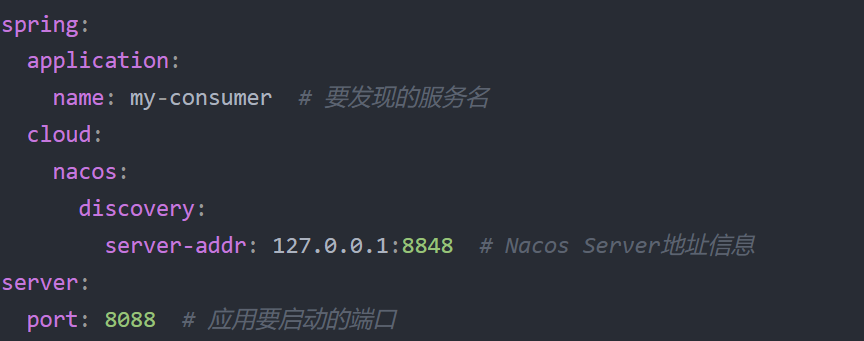 spring:
  application:
    name: my-consumer  # 要发现的服务名
  cloud:
    nacos:
      discovery:
        server-addr: 127.0.0.1:8848  # Nacos Server地址信息
server:
  port: 8088  # 应用要启动的端口